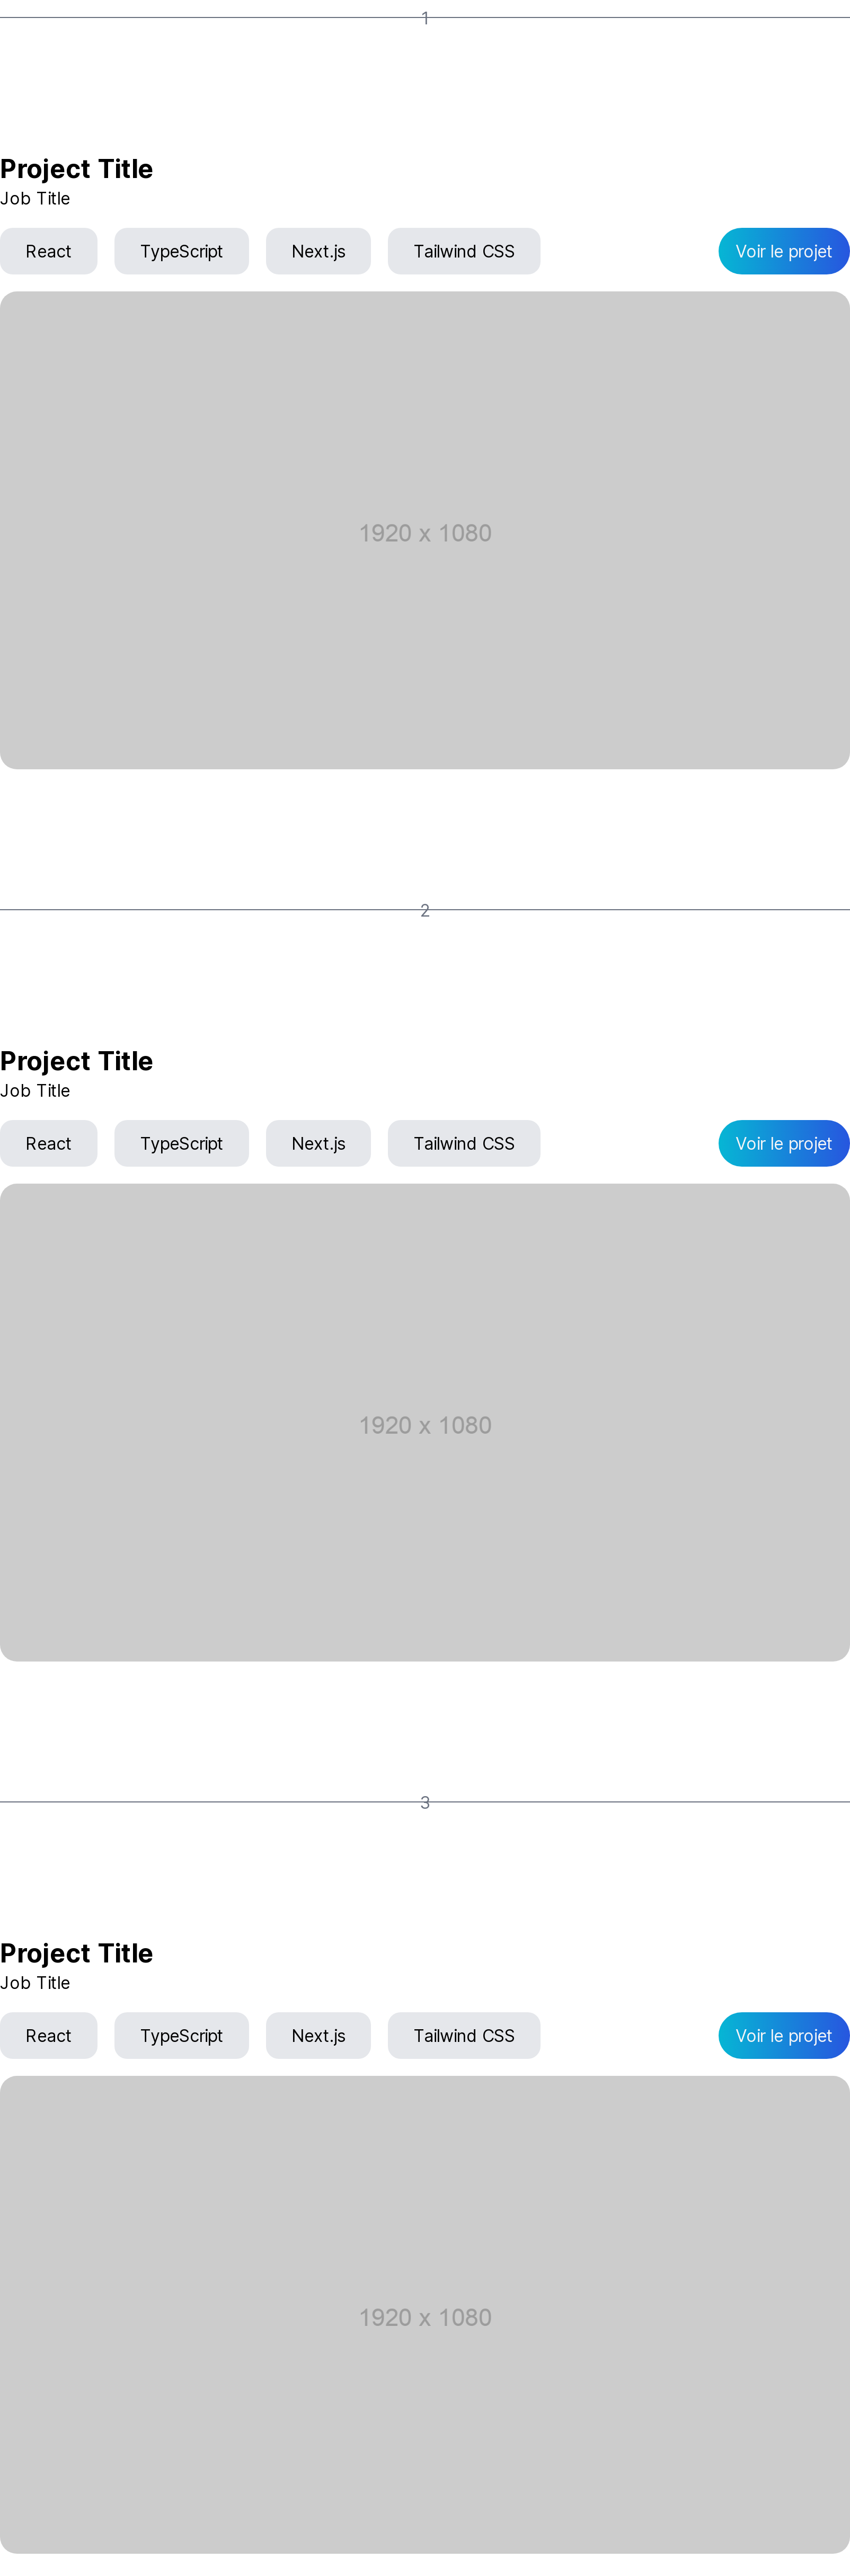 1
Project Title
Job Title
React TypeScript Next.js Tailwind CSS Voir le projet
1920 x 1080
2
Project Title
Job Title
React TypeScript Next.js Tailwind CSS Voir le projet
1920 x 1080
3
Project Title
Job Title
React TypeScript Next.js Tailwind CSS Voir le projet
1920 x 1080